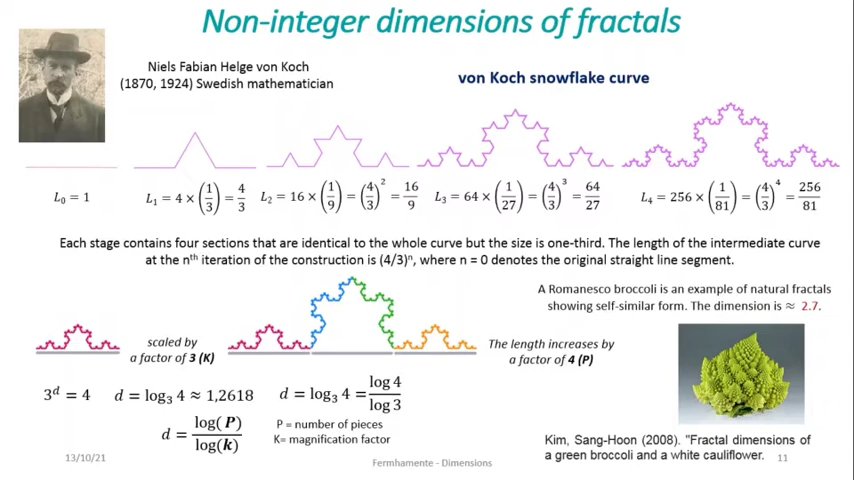 Non-integer dimensions of fractals
Niels Fabian Helge von Koch
(1870, 1924) Swedish mathematician
von Koch snowflake curve
L₀ = 1
L₁ = 4 × (1/3) = 4/3
L₂ = 16 × (1/9) = (4/3)² = 16/9
L₃ = 64 × (1/27) = (4/3)³ = 64/27
L₄ = 256 × (1/81) = (4/3)⁴ = 256/81
Each stage contains four sections that are identical to the whole curve but the size is one-third. The length of the intermediate curve
at the nᵗʰ iteration of the construction is (4/3)ⁿ, where n = 0 denotes the original straight line segment.
A Romanesco broccoli is an example of natural fractals
showing self-similar form. The dimension is ≈ 2.7.
scaled by
a factor of 3 (K)
The length increases by
a factor of 4 (P)
3ᵈ = 4
d = log₃ 4 ≈ 1,2618
d = log₃ 4 = log 4 / log 3
d = log(P) / log(k)
P = number of pieces
K= magnification factor
Kim, Sang-Hoon (2008). "Fractal dimensions of
a green broccoli and a white cauliflower.
13/10/21
Fermhamente - Dimensions
11